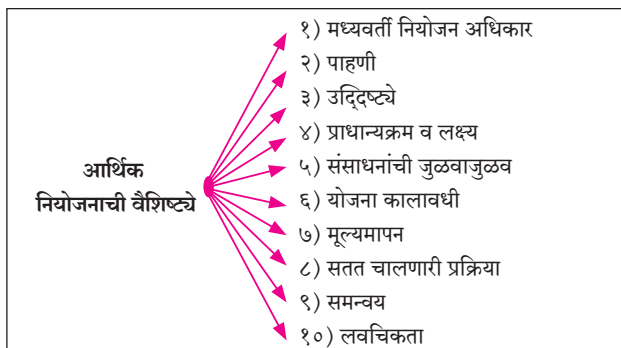 आर्थिक
नियोजनाची वैशिष्ट्ये
१) मध्यवर्ती नियोजन अधिकार
२) पाहणी
३) उद्‌दिष्ट्ये
४) प्राधान्यक्रम व लक्ष्य
५) संसाधनांची जुळवाजुळव
६) योजना कालावधी
७) मूल्यमापन
८) सतत चालणारी प्रक्रिया
९) समन्वय
१०) लवचिकता